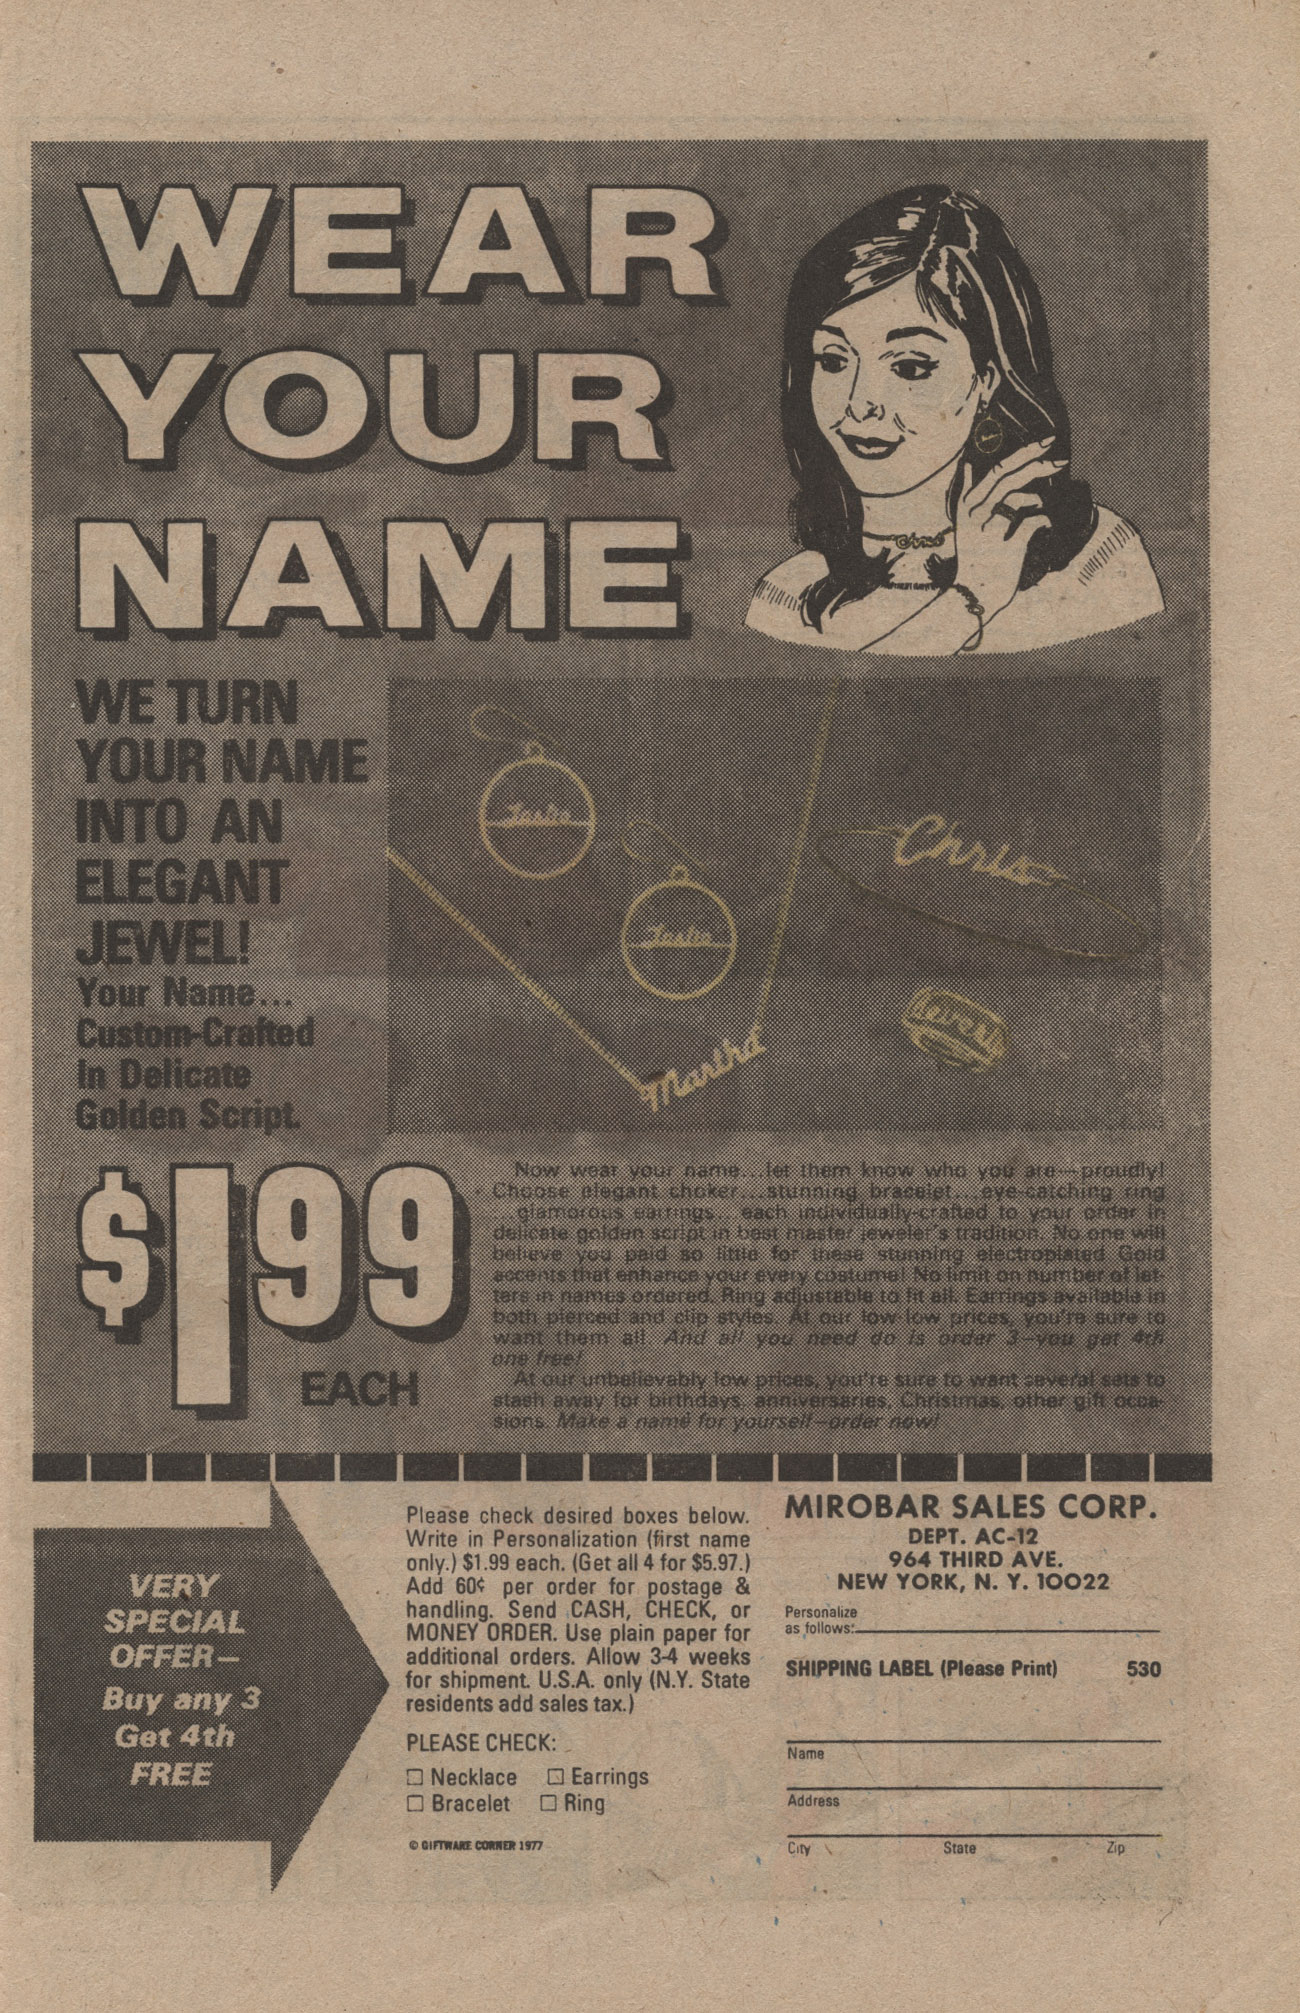 WEAR
YOUR
NAME
WE TURN
YOUR NAME
INTO AN
ELEGANT
JEWEL!
Your Name...
Custom-Crafted
In Delicate
Golden Script.
Martha
$1.99
EACH
Now wear your name...let them know who you are—proudly!
Choose elegant choker...stunning bracelet...eye-catching ring
...glamorous earrings...each individually-crafted to your order in
delicate golden script in best master jeweler's tradition. No one will
believe you paid so little for these stunning electroplated Gold
accents that enhance your every costume! No limit on number of let-
ters in names ordered. Ring adjustable to fit all. Earrings available in
both pierced and clip styles. At our low low prices, you're sure to
want them all. And all you need do is order 3—you get 4th
one free!
At our unbelievably low prices, you're sure to want several sets to
stash away for birthdays, anniversaries, Christmas, other gift occa-
sions. Make a name for yourself—order now!
VERY
SPECIAL
OFFER—
Buy any 3
Get 4th
FREE
Please check desired boxes below.
Write in Personalization (first name
only.) $1.99 each. (Get all 4 for $5.97.)
Add 60¢ per order for postage &
handling. Send CASH, CHECK, or
MONEY ORDER. Use plain paper for
additional orders. Allow 3-4 weeks
for shipment. U.S.A. only (N.Y. State
residents add sales tax.)
PLEASE CHECK:
☐ Necklace ☐ Earrings
☐ Bracelet ☐ Ring
© GIFTWARE CORNER 1977
MIROBAR SALES CORP.
DEPT. AC-12
964 THIRD AVE.
NEW YORK, N. Y. 10022
Personalize
as follows:
SHIPPING LABEL (Please Print) 530
Name
Address
City State Zip